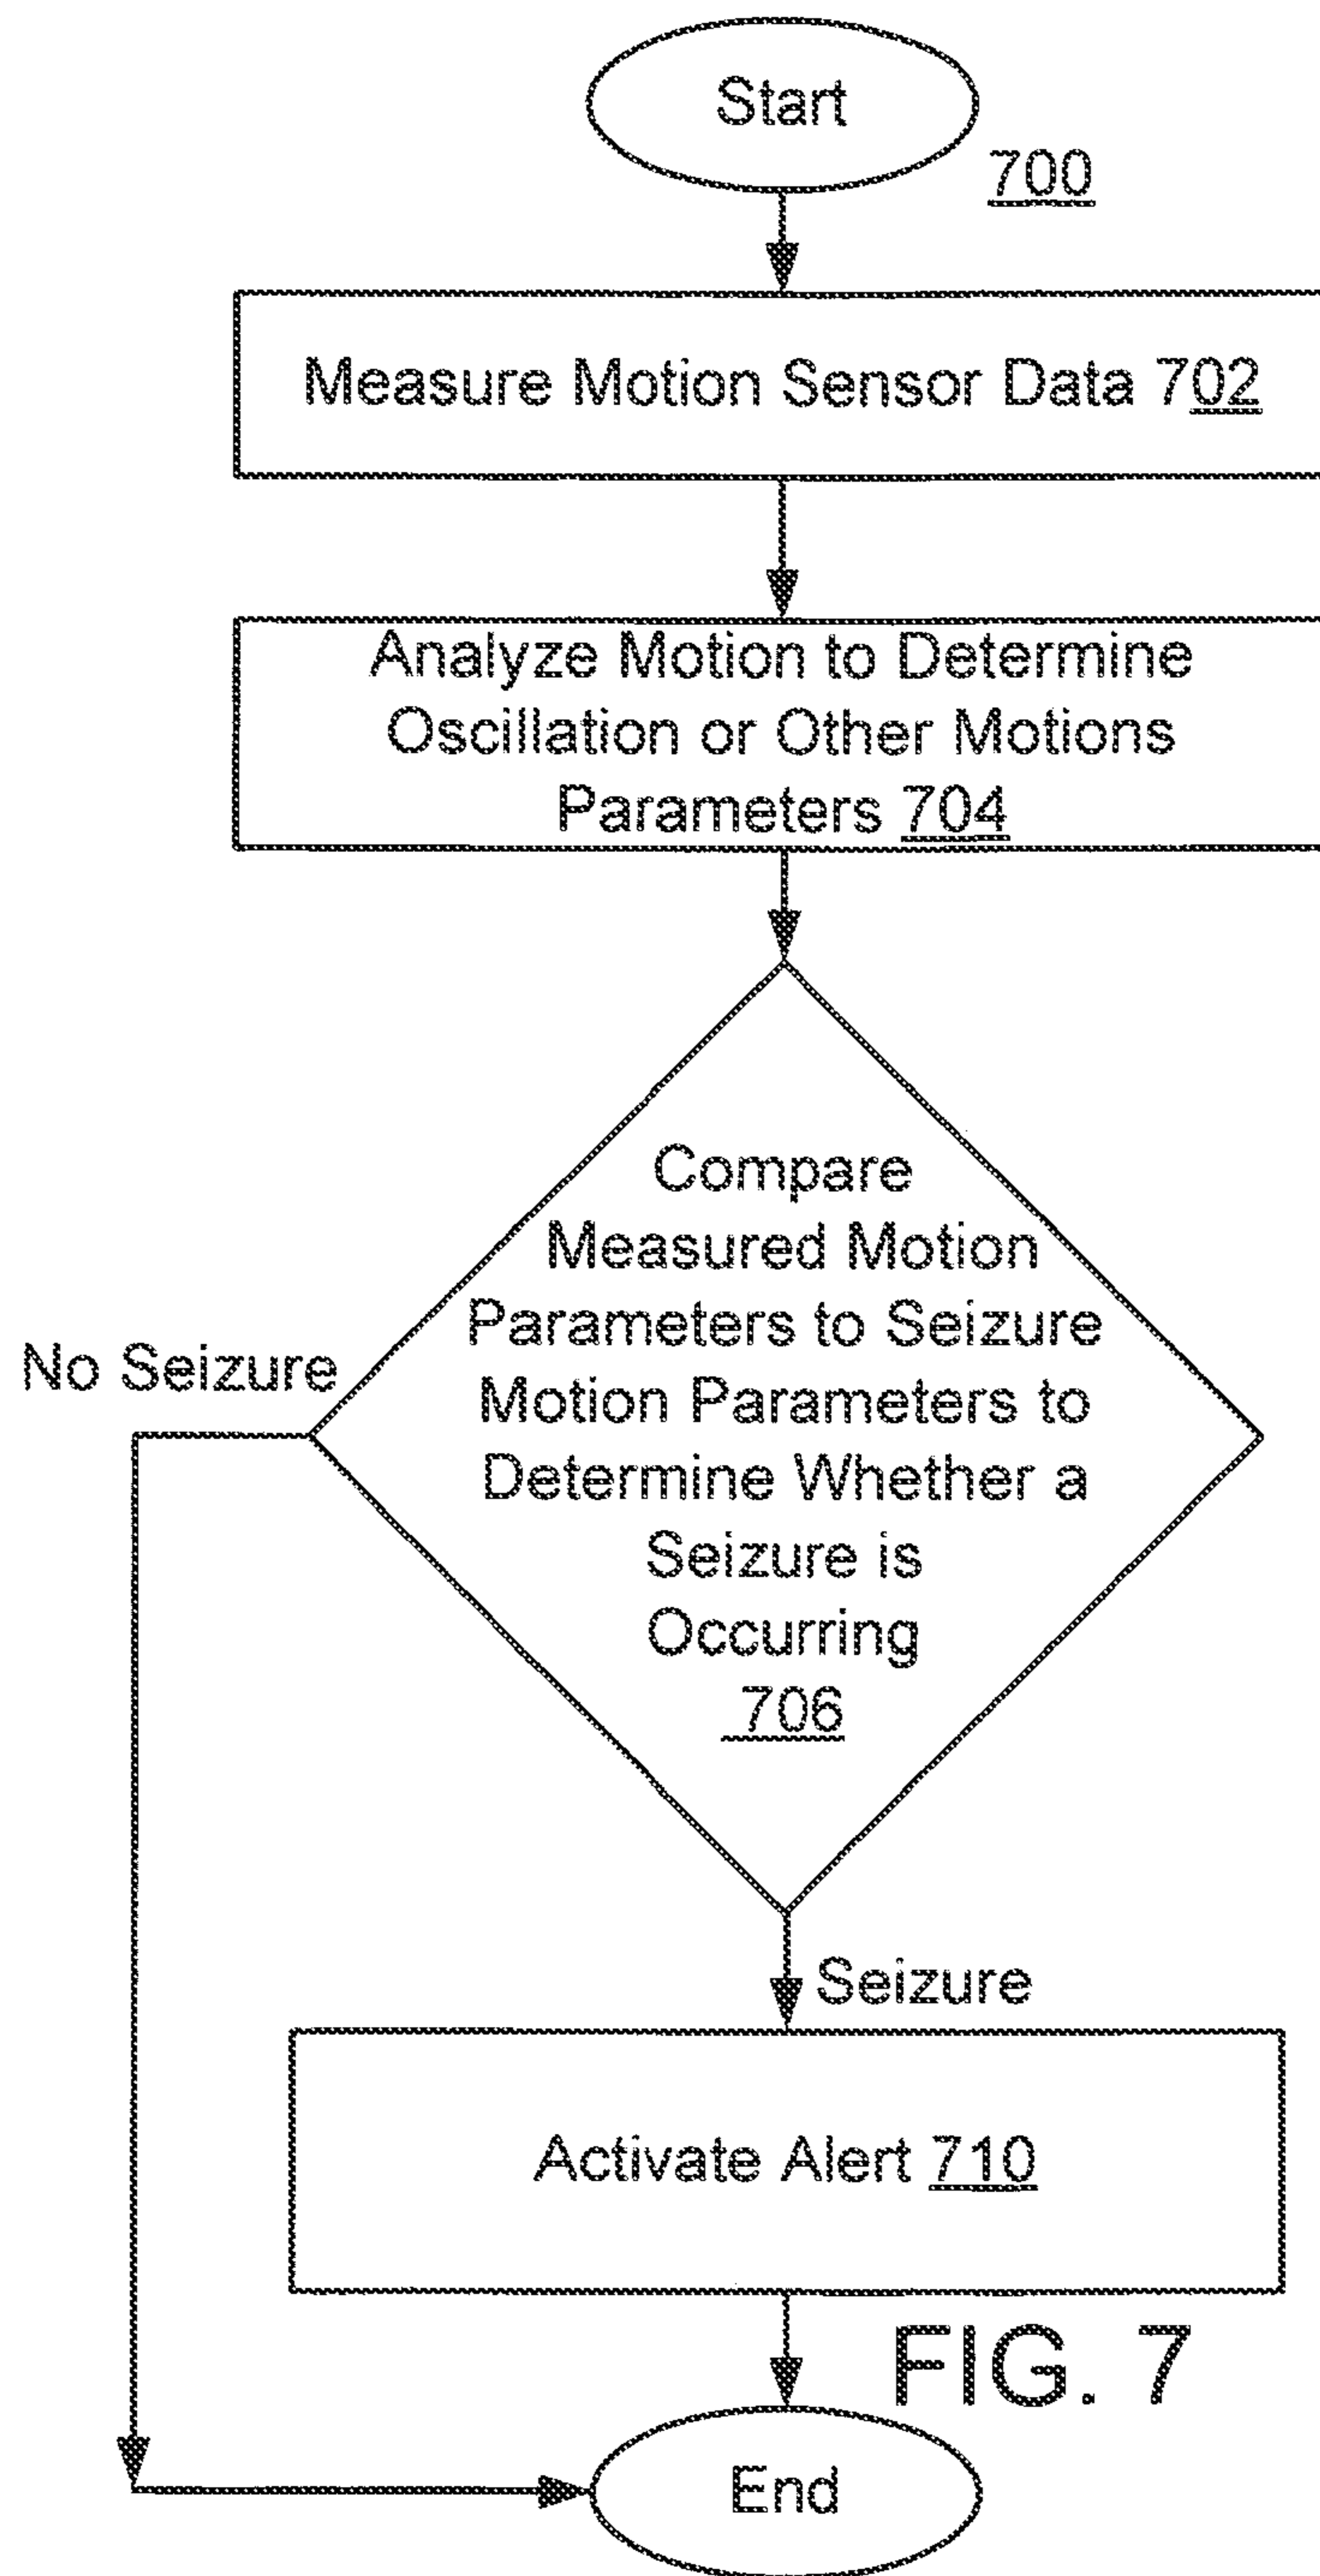 Start
700
Measure Motion Sensor Data 702
Analyze Motion to Determine
Oscillation or Other Motions
Parameters 704
Compare
Measured Motion
Parameters to Seizure
Motion Parameters to
Determine Whether a
Seizure is
Occurring
706
No Seizure
Seizure
Activate Alert 710
FIG. 7
End